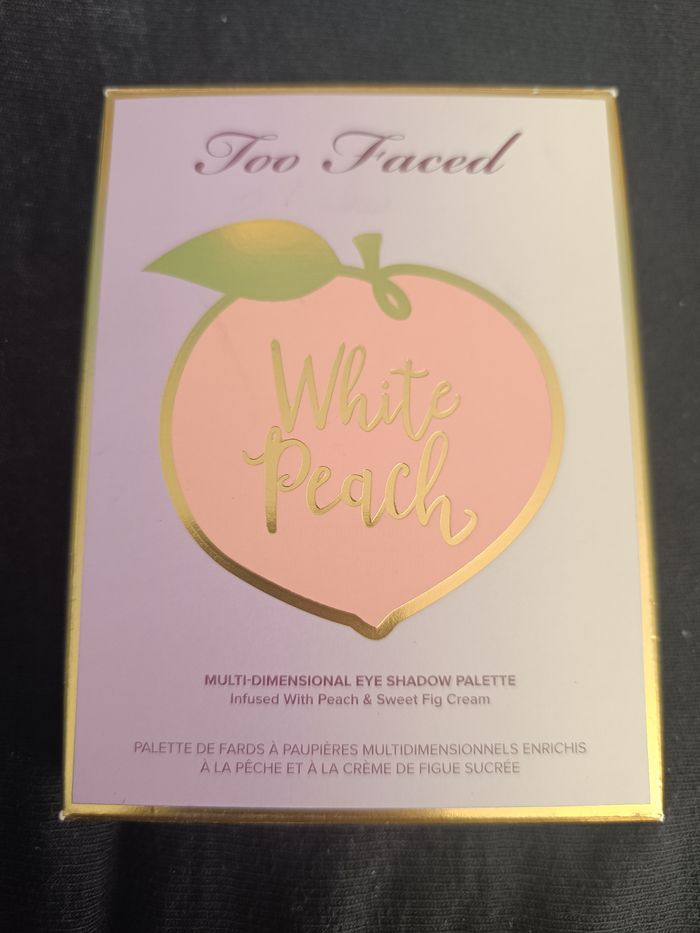 Too Faced
White
Peach
MULTI-DIMENSIONAL EYE SHADOW PALETTE
Infused With Peach & Sweet Fig Cream
PALETTE DE FARDS À PAUPIÈRES MULTIDIMENSIONNELS ENRICHIS
À LA PÊCHE ET À LA CRÈME DE FIGUE SUCRÉE